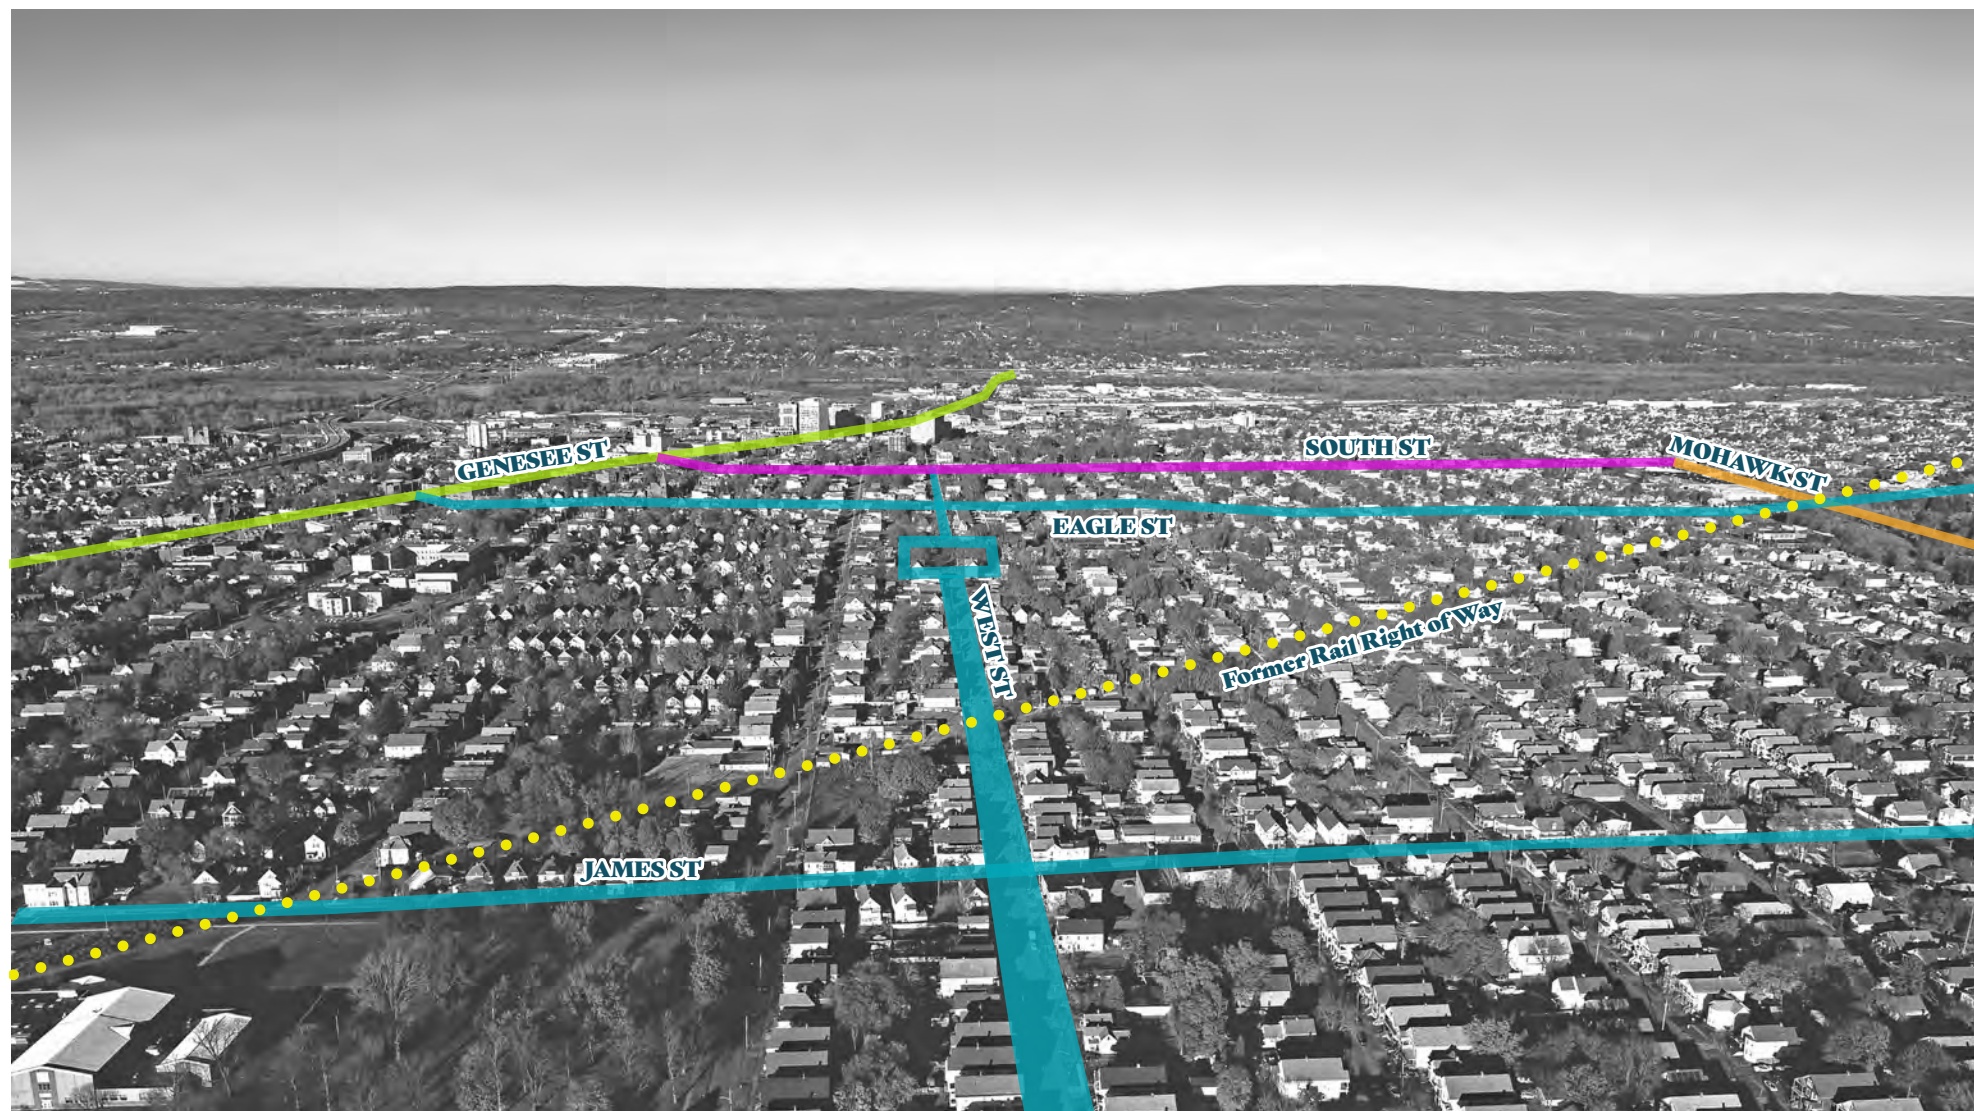 GENESEE ST
SOUTH ST
MOHAWK ST
EAGLE ST
WEST ST
Former Rail Right of Way
JAMES ST